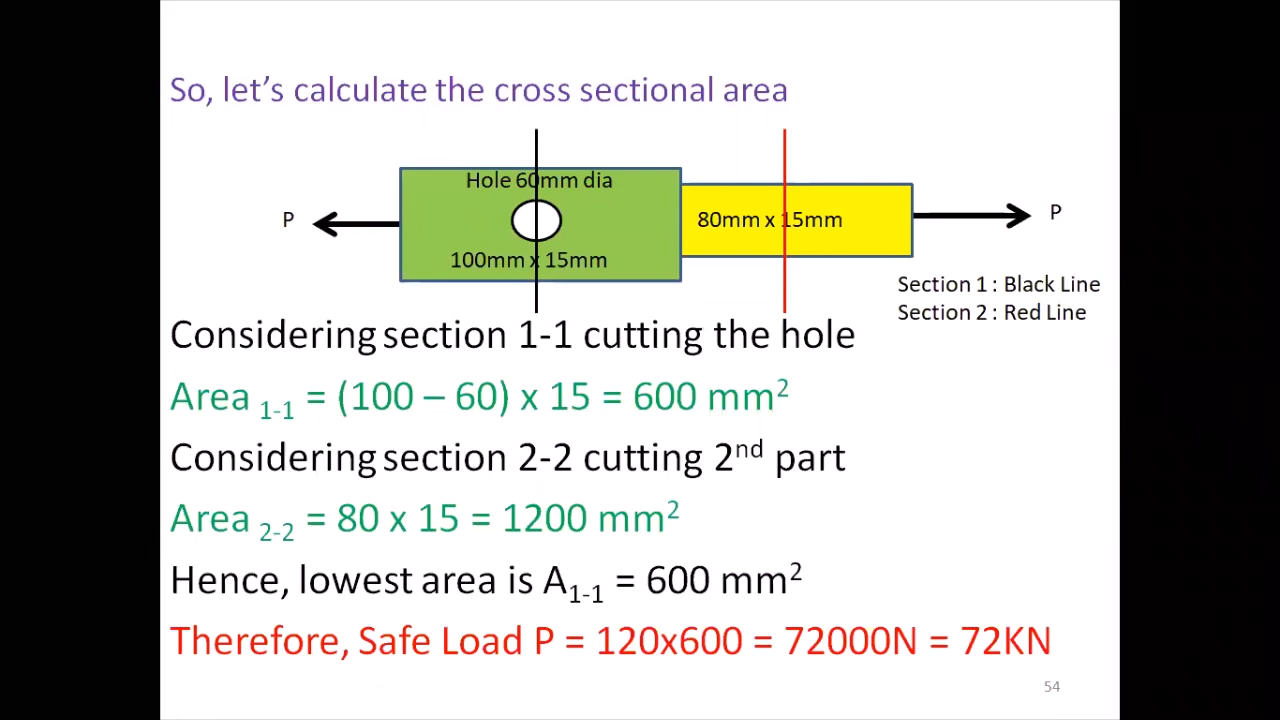 So, let's calculate the cross sectional area
Hole 60mm dia
P
80mm x 15mm
P
100mm x 15mm
Section 1 : Black Line
Section 2 : Red Line
Considering section 1-1 cutting the hole
Area 1-1 = (100 – 60) x 15 = 600 mm²
Considering section 2-2 cutting 2nd part
Area 2-2 = 80 x 15 = 1200 mm²
Hence, lowest area is A1-1 = 600 mm²
Therefore, Safe Load P = 120x600 = 72000N = 72KN
54